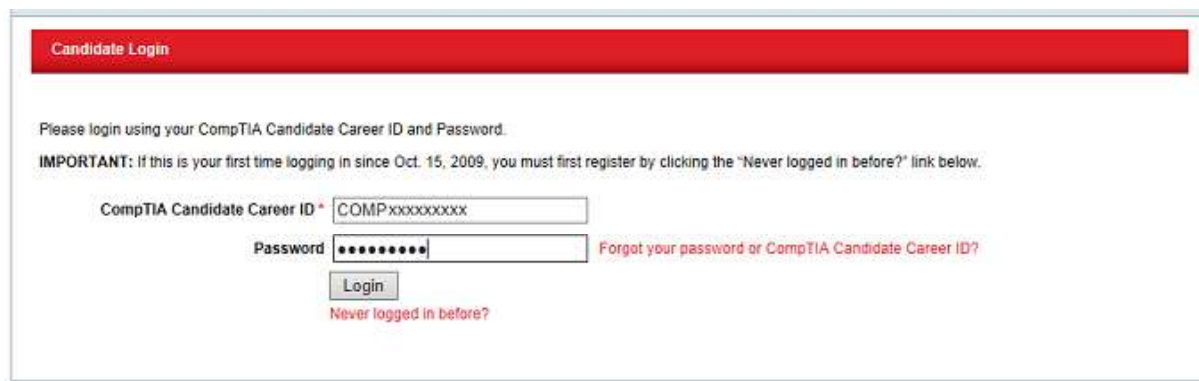 Candidate Login
Please login using your CompTIA Candidate Career ID and Password.
IMPORTANT: If this is your first time logging in since Oct. 15, 2009, you must first register by clicking the "Never logged in before?" link below.
CompTIA Candidate Career ID * COMPxxxxxxxxx
Password ●●●●●●●●● Forgot your password or CompTIA Candidate Career ID?
Login
Never logged in before?